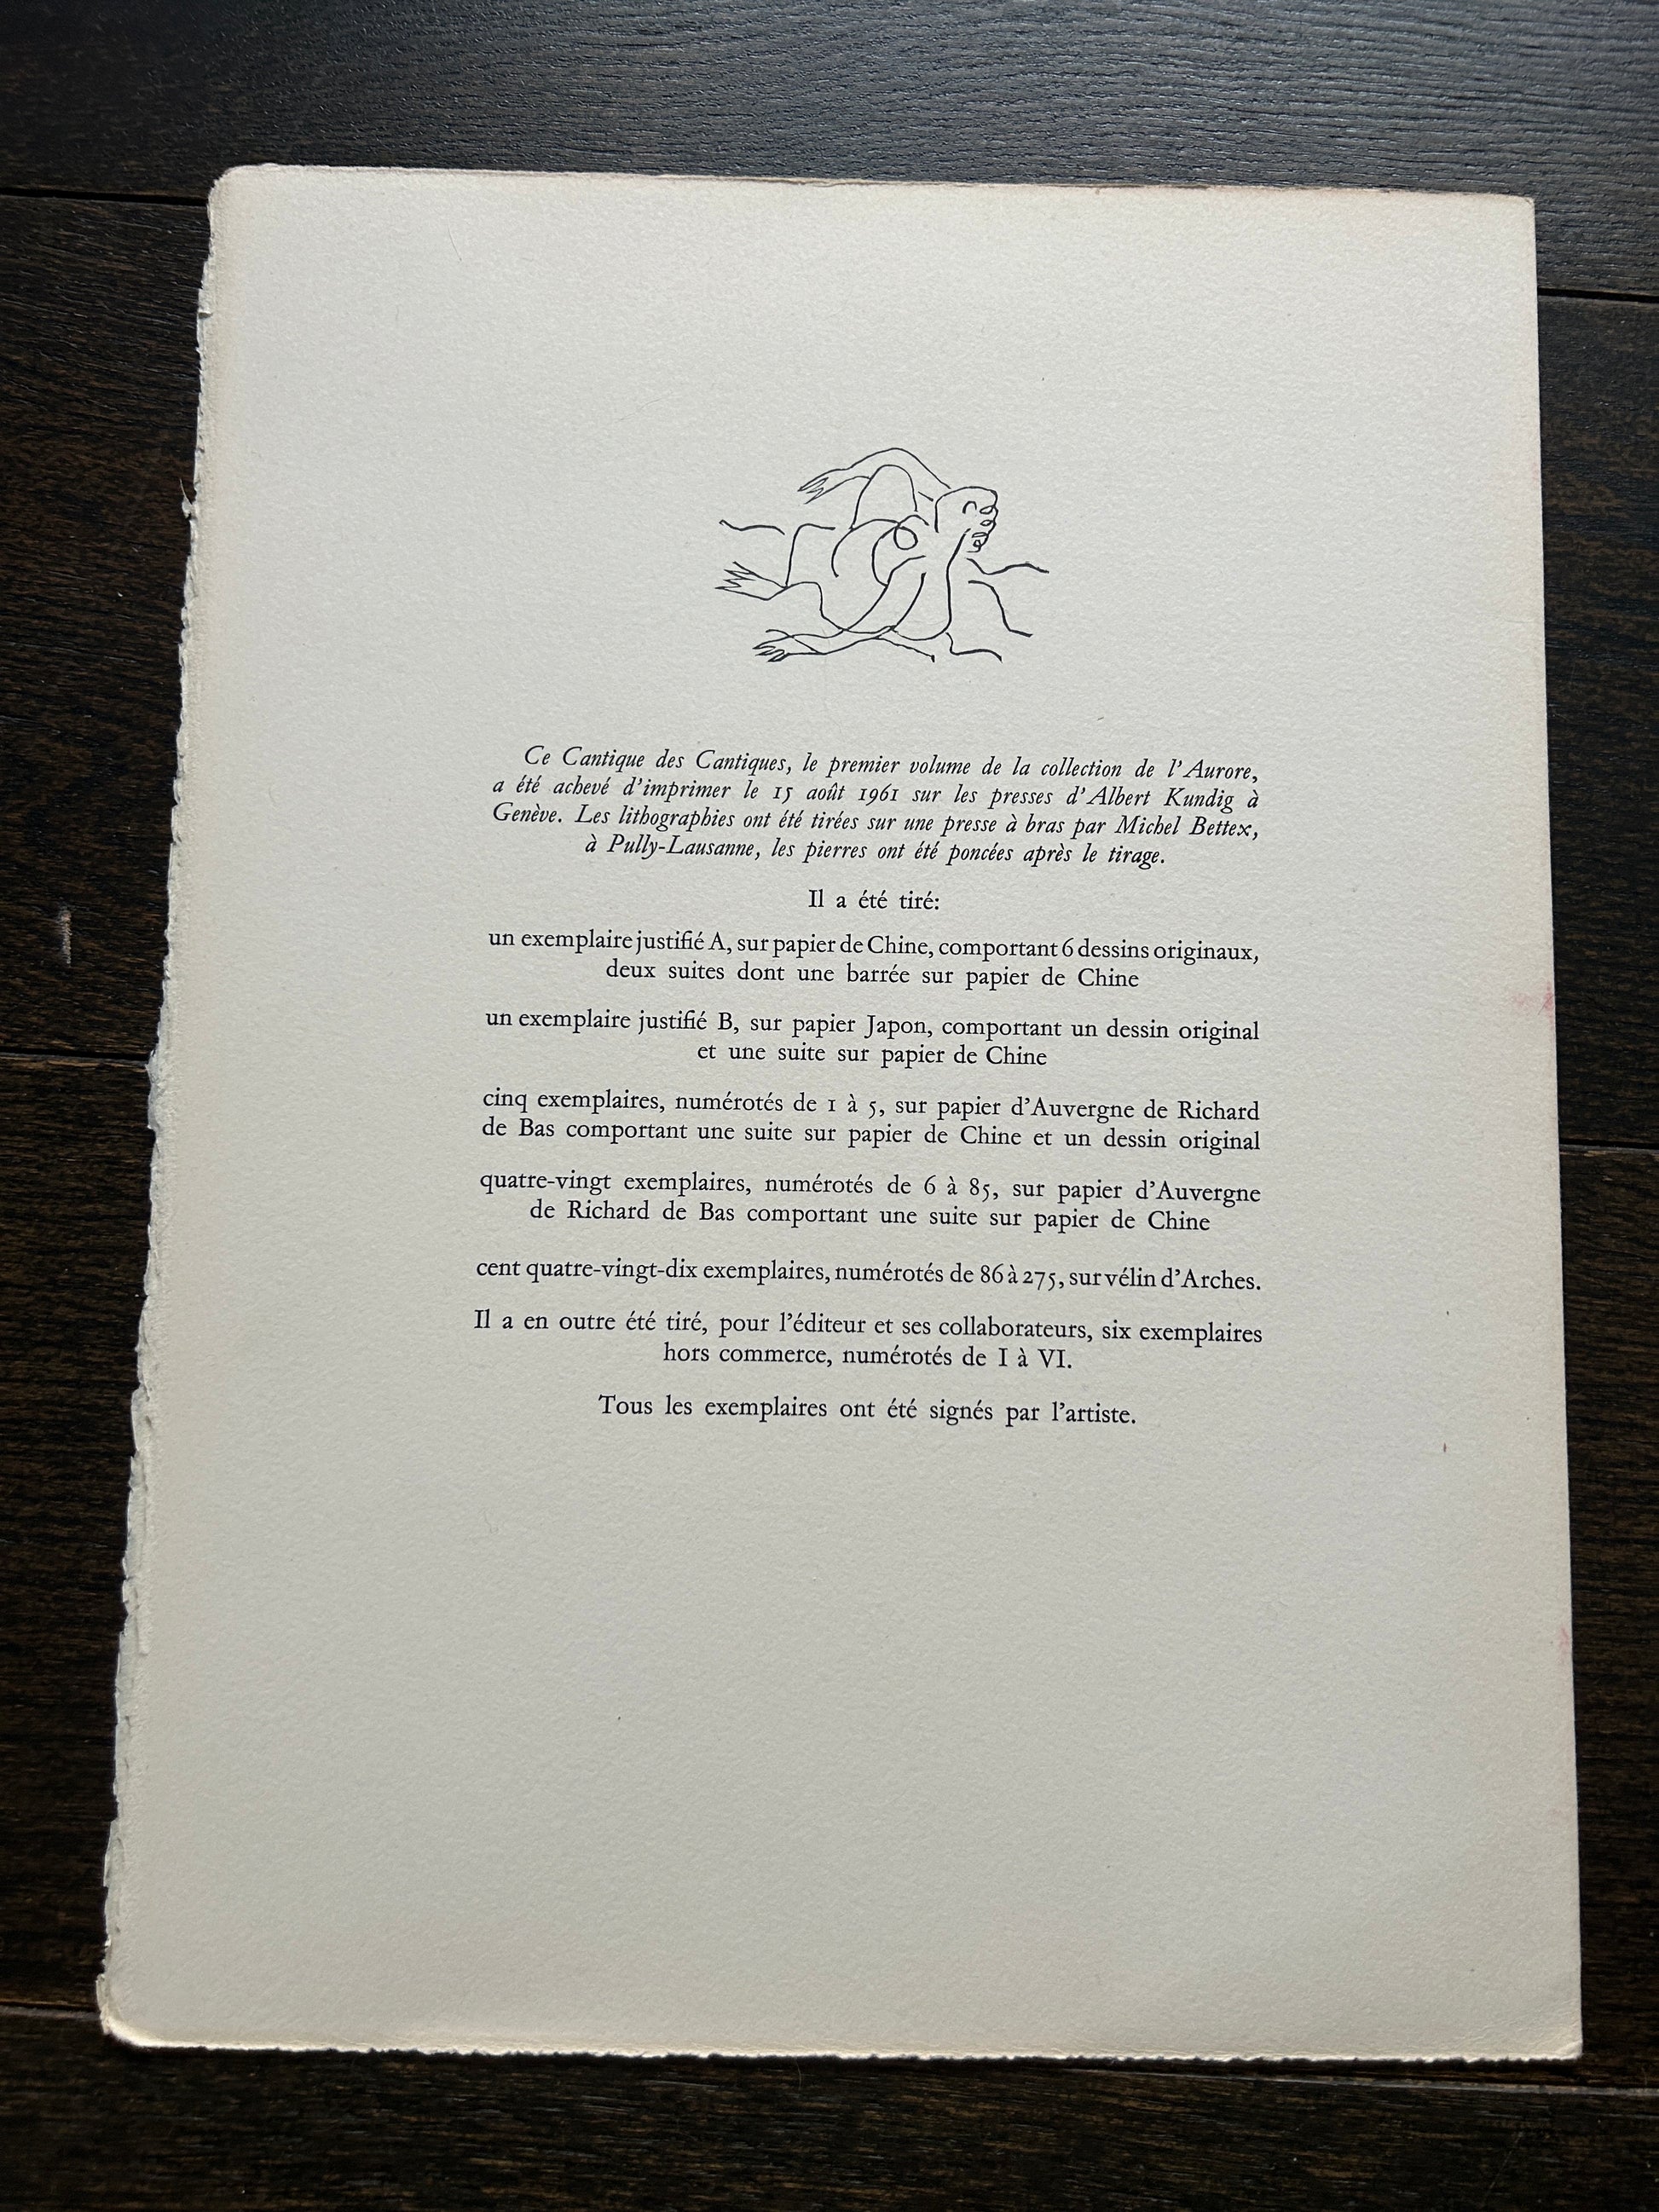 Ce Cantique des Cantiques, le premier volume de la collection de l'Aurore,
a été achevé d'imprimer le 15 août 1961 sur les presses d'Albert Kundig à
Genève. Les lithographies ont été tirées sur une presse à bras par Michel Bettex,
à Pully-Lausanne, les pierres ont été poncées après le tirage.
Il a été tiré:
un exemplaire justifié A, sur papier de Chine, comportant 6 dessins originaux,
deux suites dont une barrée sur papier de Chine
un exemplaire justifié B, sur papier Japon, comportant un dessin original
et une suite sur papier de Chine
cinq exemplaires, numérotés de 1 à 5, sur papier d'Auvergne de Richard
de Bas comportant une suite sur papier de Chine et un dessin original
quatre-vingt exemplaires, numérotés de 6 à 85, sur papier d'Auvergne
de Richard de Bas comportant une suite sur papier de Chine
cent quatre-vingt-dix exemplaires, numérotés de 86 à 275, sur vélin d'Arches.
Il a en outre été tiré, pour l'éditeur et ses collaborateurs, six exemplaires
hors commerce, numérotés de I à VI.
Tous les exemplaires ont été signés par l'artiste.